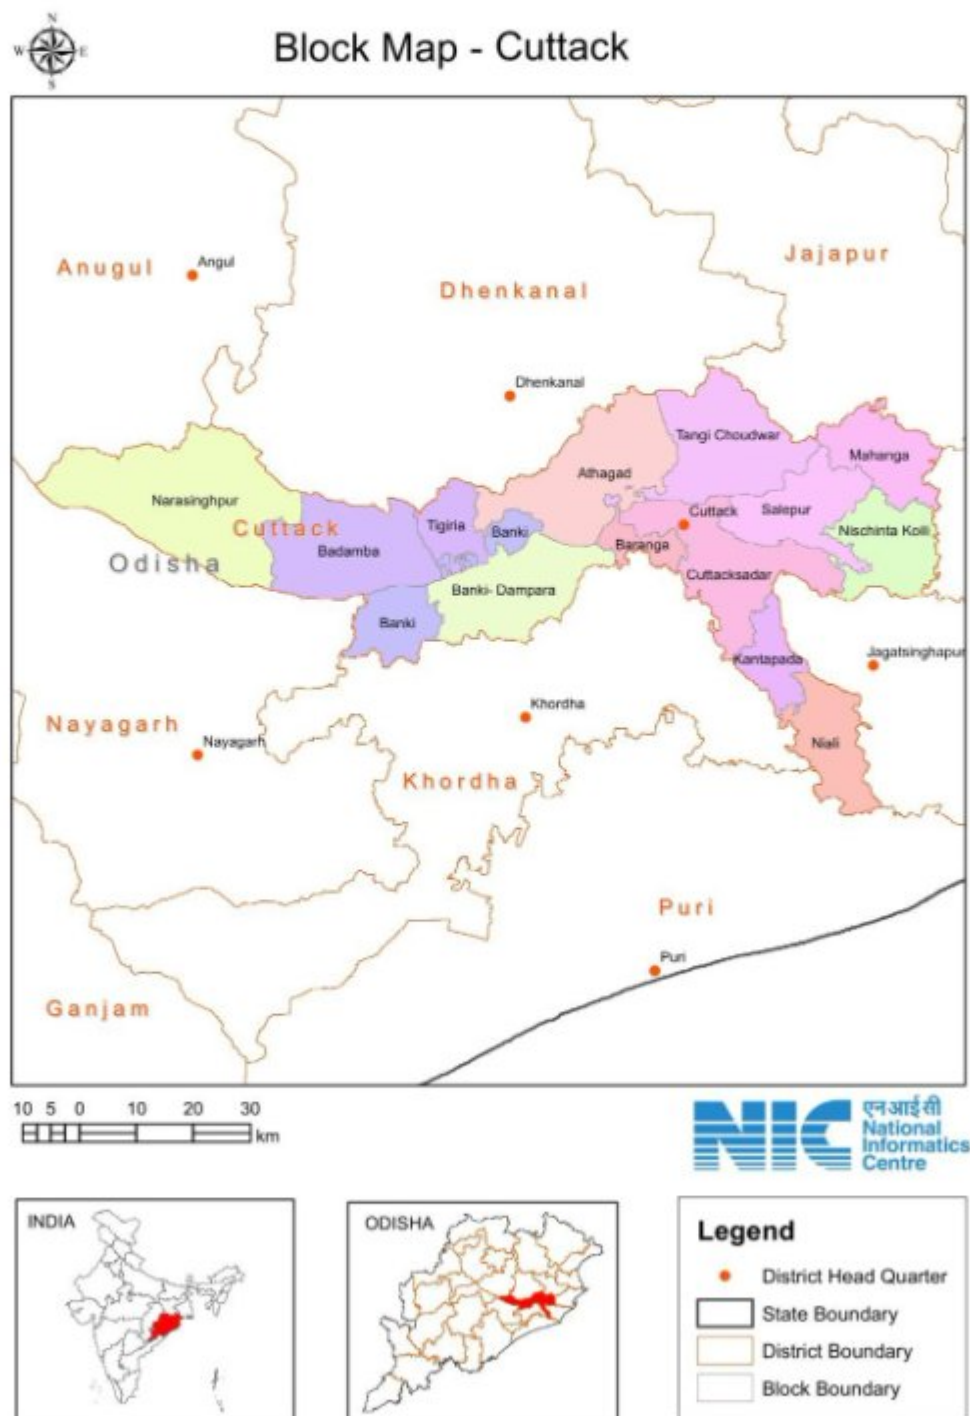 N
W E
S
Block Map - Cuttack
Anugul
Angul
Jajapur
Dhenkanal
Dhenkanal
Tangi Choudwar
Mahanga
Athagad
Narasinghpur
Cuttack
Salepur
Cuttack
Tigiria
Banki
Nischinta Koili
Baranga
Badamba
Odisha
Cuttacksadar
Banki- Dampara
Banki
Jagatsinghapur
Kantapada
Khordha
Nayagarh
Nayagarh
Niali
Khordha
Puri
Puri
Ganjam
10 5 0 10 20 30
km
NIC
एनआईसी
National
Informatics
Centre
INDIA
ODISHA
Legend
District Head Quarter
State Boundary
District Boundary
Block Boundary